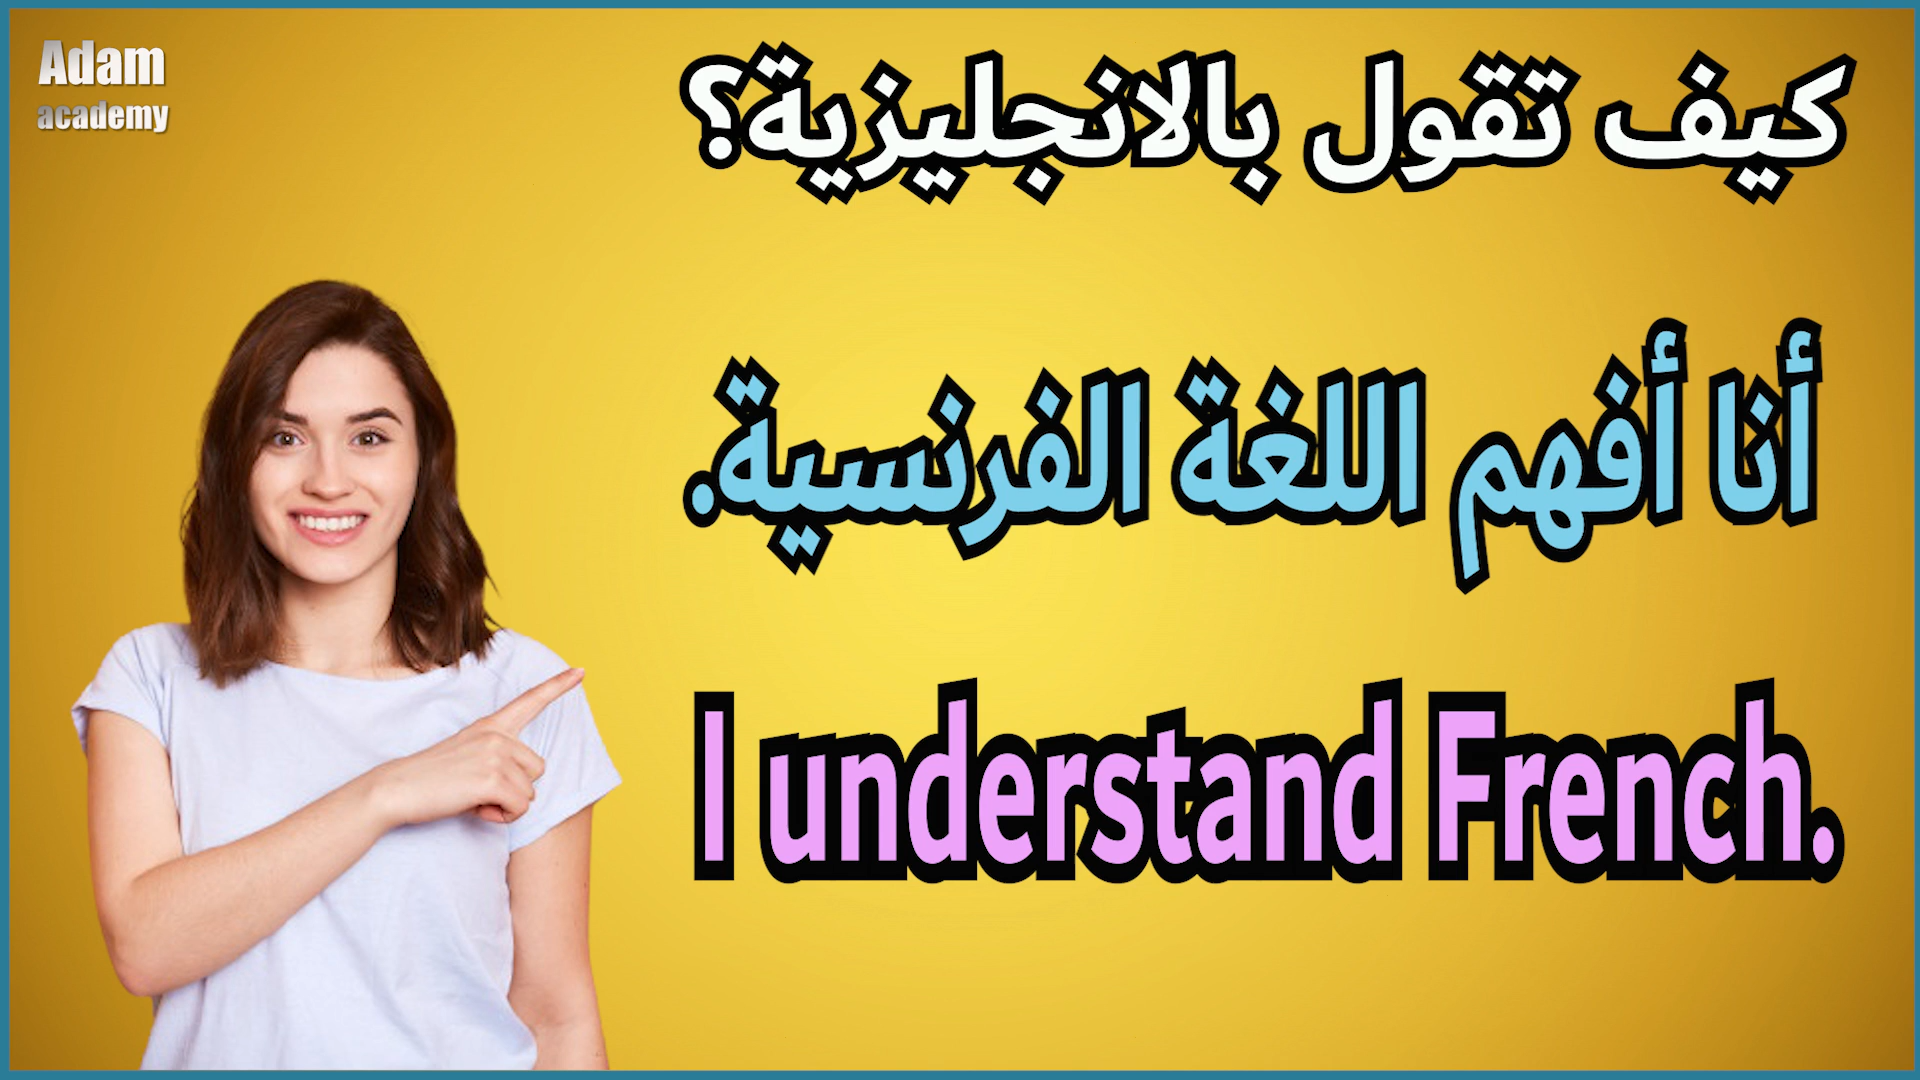 Adam
academy
كيف تقول بالانجليزية؟
أنا أفهم اللغة الفرنسية.
I understand French.